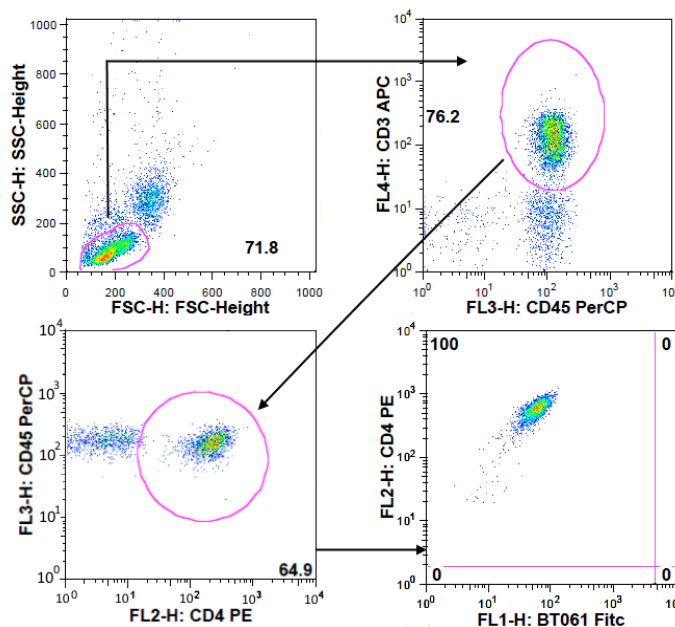 SSC-H: SSC-Height
1000
800
600
400
200
0
71.8
0 200 400 600 800 1000
FSC-H: FSC-Height
FL4-H: CD3 APC
10^4
10^3
10^2
10^1
10^0
76.2
10^0 10^1 10^2 10^3 10^4
FL3-H: CD45 PerCP
FL3-H: CD45 PerCP
10^4
10^3
10^2
10^1
10^0
64.9
10^0 10^1 10^2 10^3 10^4
FL2-H: CD4 PE
FL2-H: CD4 PE
10^4
10^3
10^2
10^1
10^0
100 0
0 0
10^0 10^1 10^2 10^3 10^4
FL1-H: BT061 Fitc